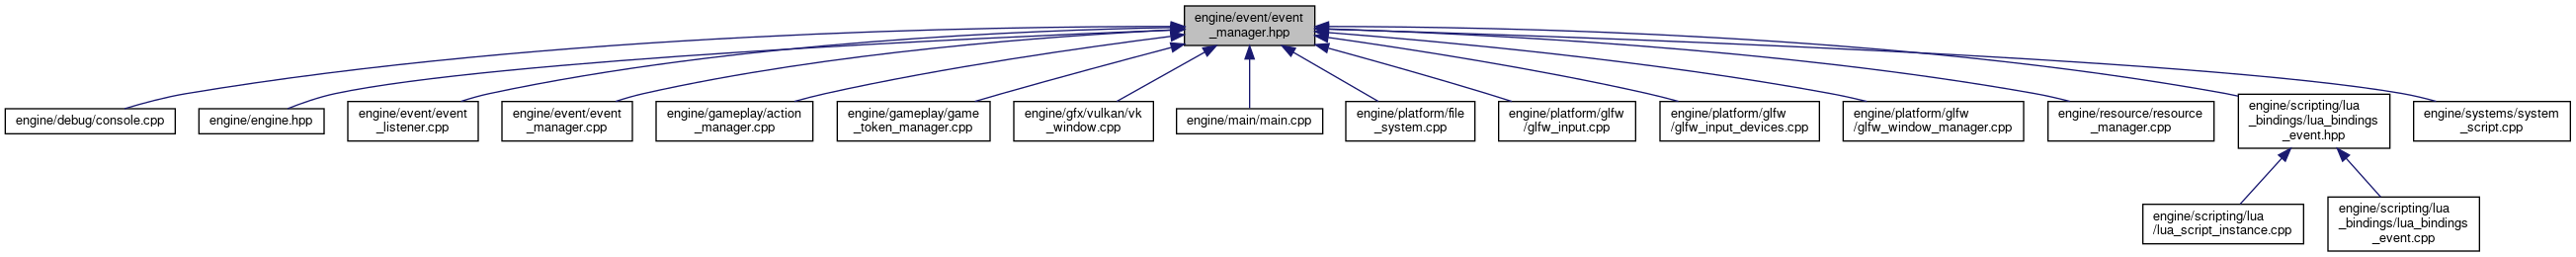 engine/event/event
_manager.hpp
engine/debug/console.cpp
engine/engine.hpp
engine/event/event
_listener.cpp
engine/event/event
_manager.cpp
engine/gameplay/action
_manager.cpp
engine/gameplay/game
_token_manager.cpp
engine/gfx/vulkan/vk
_window.cpp
engine/main/main.cpp
engine/platform/file
_system.cpp
engine/platform/glfw
/glfw_input.cpp
engine/platform/glfw
/glfw_input_devices.cpp
engine/platform/glfw
/glfw_window_manager.cpp
engine/resource/resource
_manager.cpp
engine/scripting/lua
_bindings/lua_bindings
_event.hpp
engine/systems/system
_script.cpp
engine/scripting/lua
/lua_script_instance.cpp
engine/scripting/lua
_bindings/lua_bindings
_event.cpp